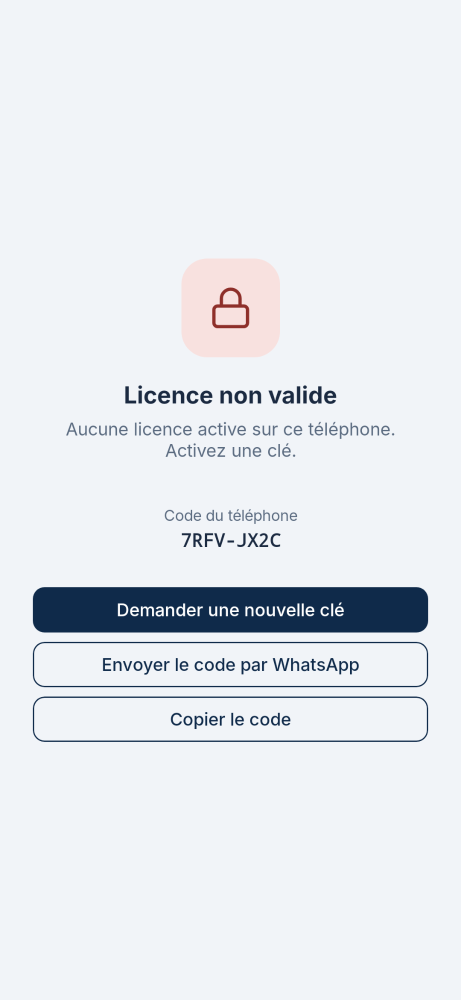 Licence non valide
Aucune licence active sur ce téléphone.
Activez une clé.
Code du téléphone
7RFV-JX2C
Demander une nouvelle clé
Envoyer le code par WhatsApp
Copier le code